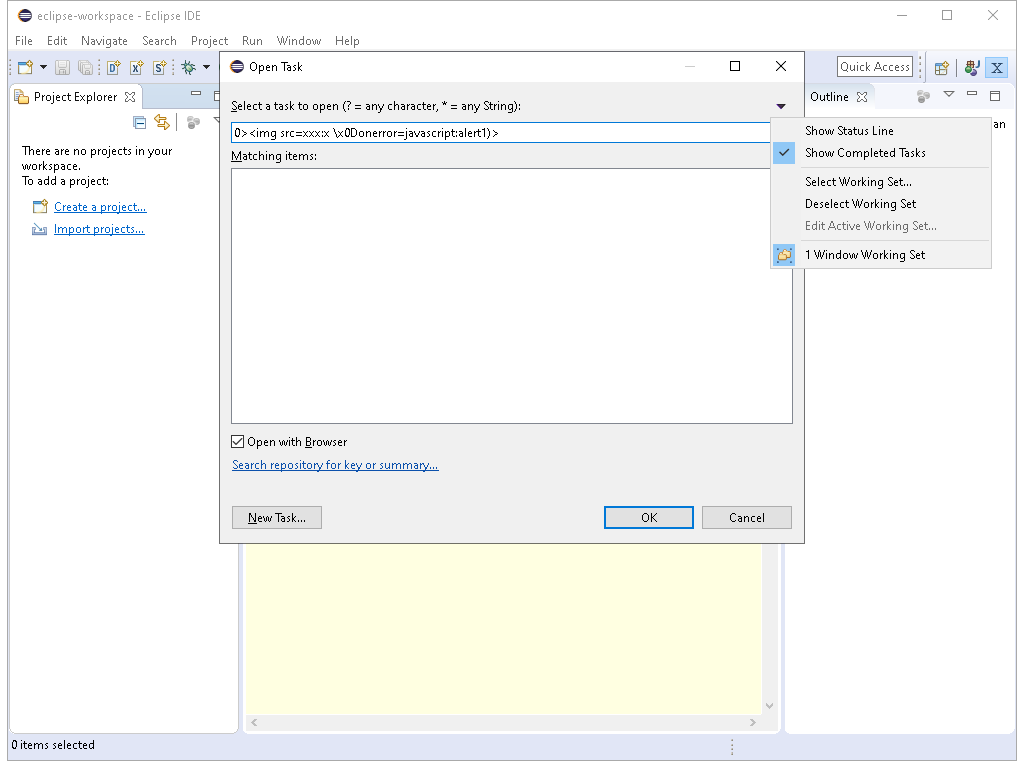 eclipse-workspace - Eclipse IDE
File Edit Navigate Search Project Run Window Help
Quick Access
Open Task
Project Explorer
Outline
Select a task to open (? = any character, * = any String):
0><img src=xxx:x \x0Donerror=javascript:alert1)>
Matching items:
an
Show Status Line
Show Completed Tasks
Select Working Set...
Deselect Working Set
Edit Active Working Set...
1 Window Working Set
There are no projects in your
workspace.
To add a project:
Create a project...
Import projects...
Open with Browser
Search repository for key or summary...
New Task...
OK
Cancel
0 items selected